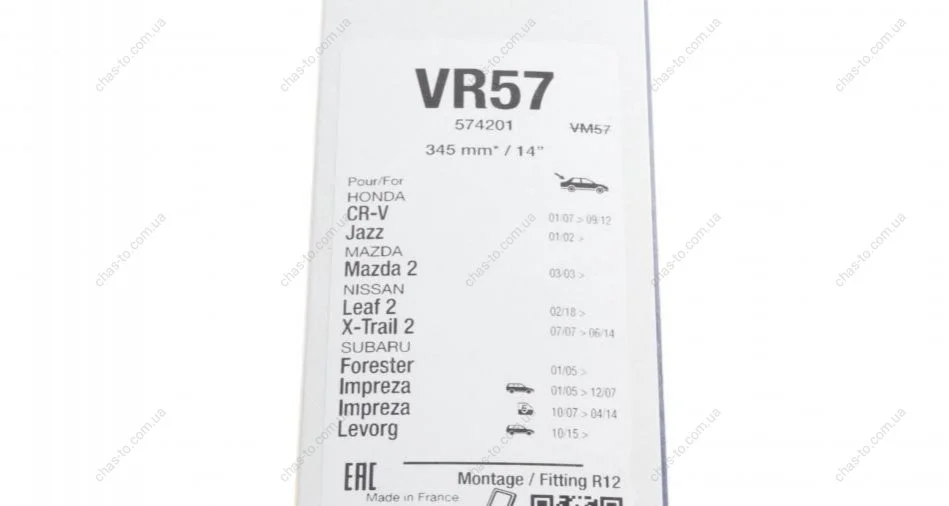 VR57
574201 VM57
345 mm* / 14"
Pour/For
HONDA
CR-V 01/07 > 09/12
Jazz 01/02 >
MAZDA
Mazda 2 03/03 >
NISSAN
Leaf 2 02/18 >
X-Trail 2 07/07 > 06/14
SUBARU
Forester 01/05 >
Impreza 01/05 > 12/07
Impreza 5 10/07 > 04/14
Levorg 10/15 >
EAC Montage / Fitting R12
Made in France
chas-to.com.ua